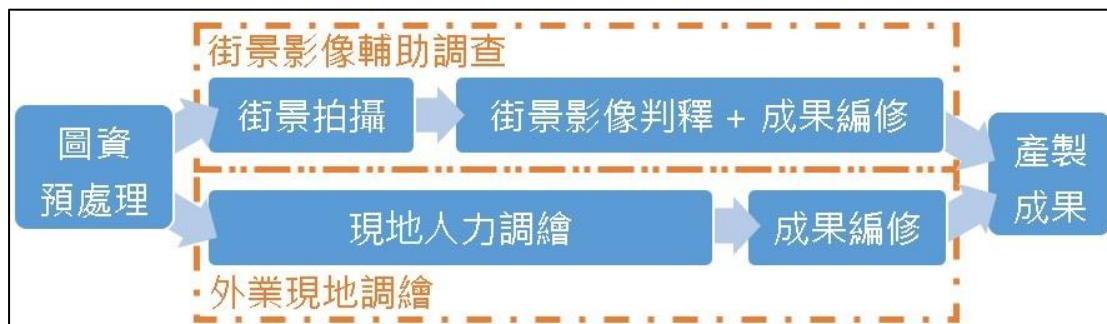 街景影像輔助調查
圖資
預處理
街景拍攝
街景影像判釋 + 成果編修
現地人力調繪
成果編修
外業現地調繪
產製
成果